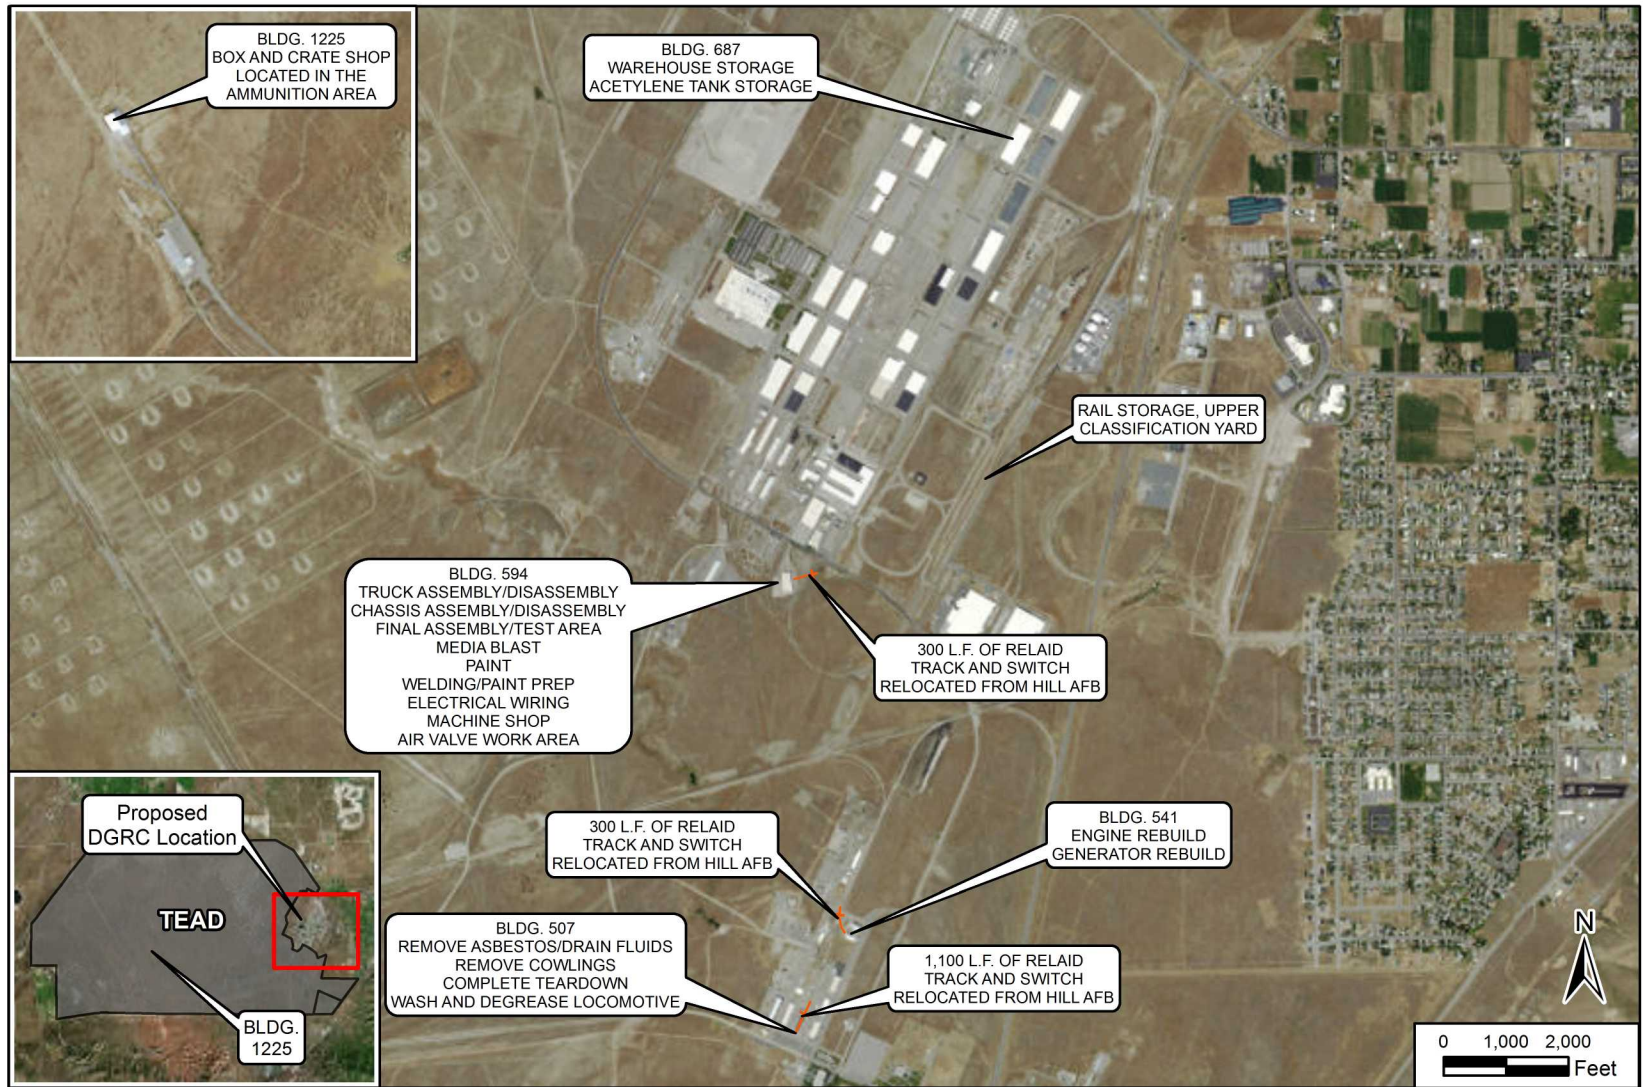 BLDG. 1225
BOX AND CRATE SHOP
LOCATED IN THE
AMMUNITION AREA
BLDG. 687
WAREHOUSE STORAGE
ACETYLENE TANK STORAGE
RAIL STORAGE, UPPER
CLASSIFICATION YARD
BLDG. 594
TRUCK ASSEMBLY/DISASSEMBLY
CHASSIS ASSEMBLY/DISASSEMBLY
FINAL ASSEMBLY/TEST AREA
MEDIA BLAST
PAINT
WELDING/PAINT PREP
ELECTRICAL WIRING
MACHINE SHOP
AIR VALVE WORK AREA
300 L.F. OF RELAID
TRACK AND SWITCH
RELOCATED FROM HILL AFB
300 L.F. OF RELAID
TRACK AND SWITCH
RELOCATED FROM HILL AFB
BLDG. 541
ENGINE REBUILD
GENERATOR REBUILD
BLDG. 507
REMOVE ASBESTOS/DRAIN FLUIDS
REMOVE COWLINGS
COMPLETE TEARDOWN
WASH AND DEGREASE LOCOMOTIVE
1,100 L.F. OF RELAID
TRACK AND SWITCH
RELOCATED FROM HILL AFB
Proposed
DGRC Location
TEAD
BLDG.
1225
N
0 1,000 2,000
Feet